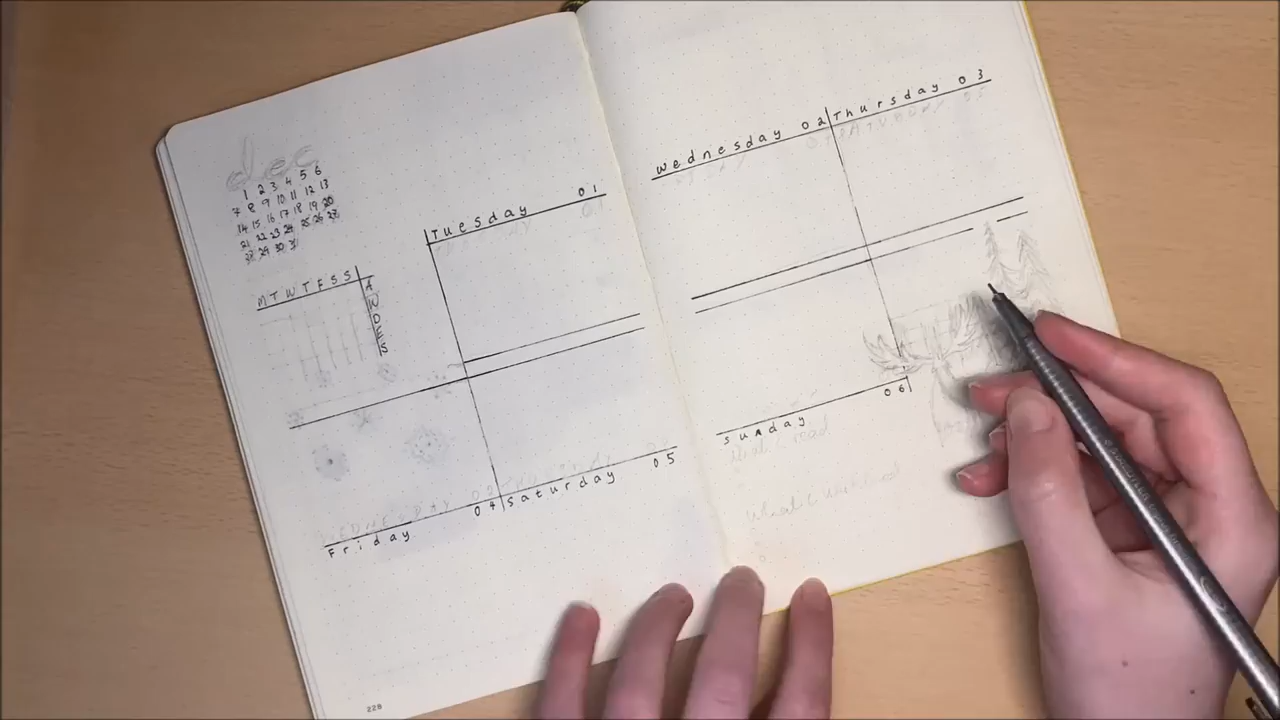 dec
1 2 3 4 5 6
7 8 9 10 11 12 13
14 15 16 17 18 19 20
21 22 23 24 25 26 27
28 29 30 31
M T W T F S S
Tuesday 01
Friday 04
Saturday 05
228
Wednesday 02
Thursday 03
Sunday 06